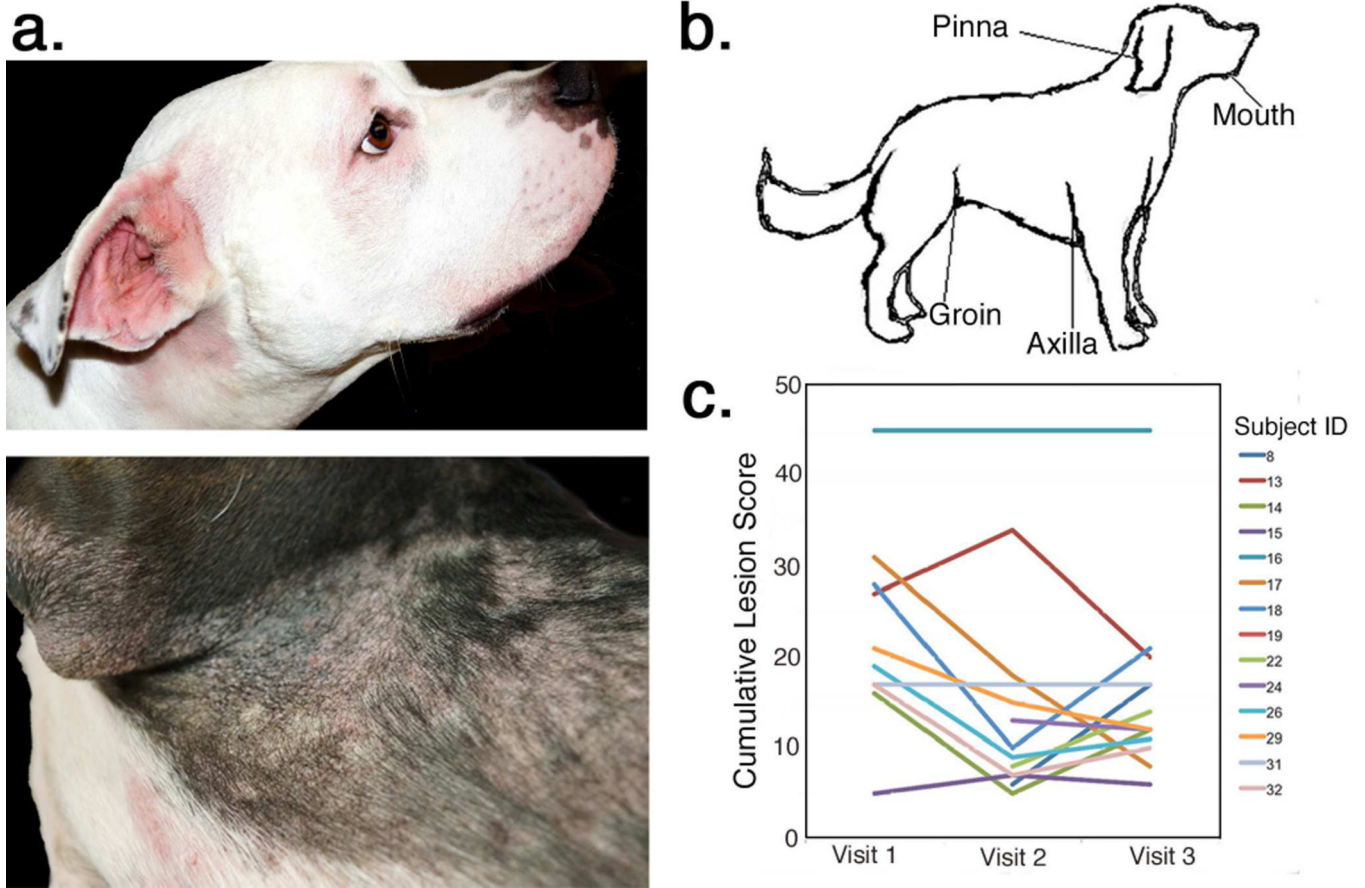 a.
b.
Pinna
Mouth
Groin
Axilla
c.
Cumulative Lesion Score
50
40
30
20
10
0
Visit 1 Visit 2 Visit 3
Subject ID
8
13
14
15
16
17
18
19
22
24
26
29
31
32